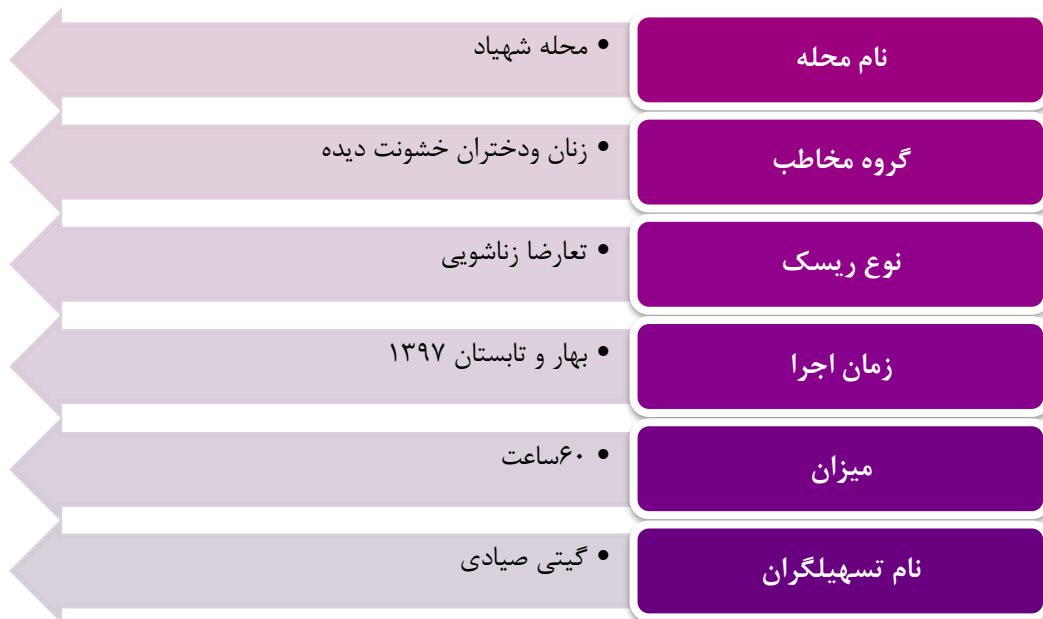 نام محله
• محله شهیاد
گروه مخاطب
• زنان ودختران خشونت دیده
نوع ریسک
• تعارضا زناشویی
زمان اجرا
• بهار و تابستان ۱۳۹۷
میزان
• ۶۰ساعت
نام تسهیلگران
• گیتی صیادی